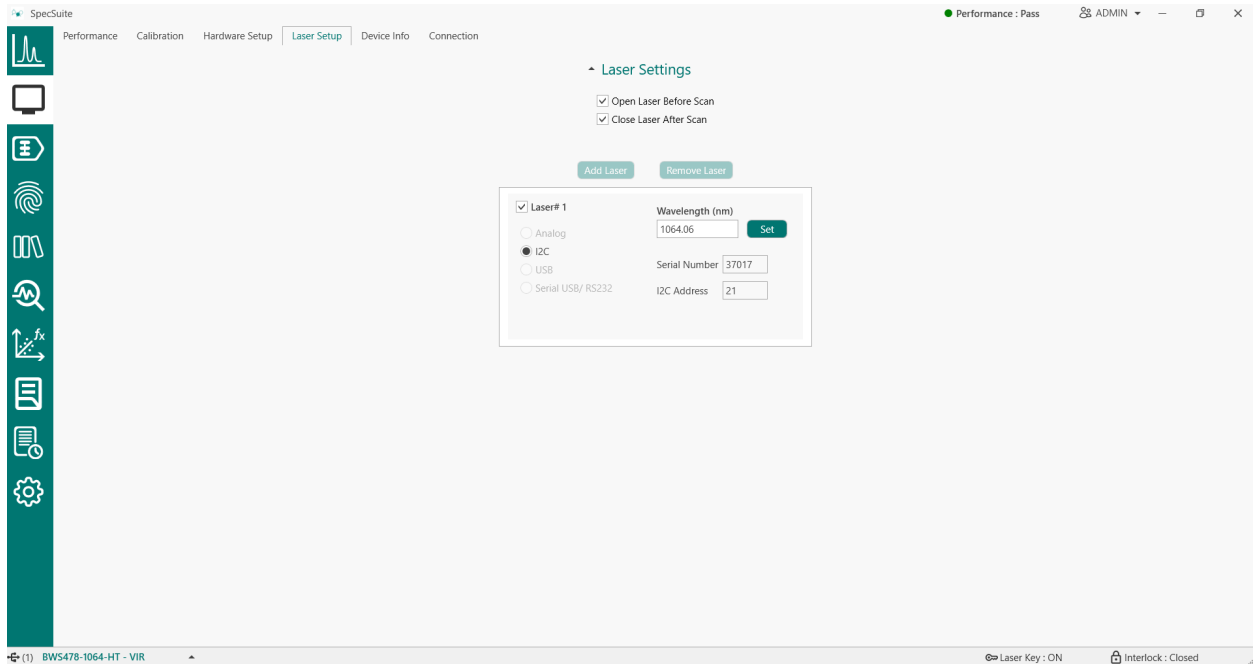 SpecSuite
Performance : Pass
ADMIN
Performance Calibration Hardware Setup Laser Setup Device Info Connection
Laser Settings
Open Laser Before Scan
Close Laser After Scan
Add Laser Remove Laser
Laser# 1
Wavelength (nm)
Analog
1064.06 Set
I2C
USB
Serial Number 37017
Serial USB/ RS232
I2C Address 21
(1) BWS478-1064-HT - VIR
Laser Key : ON
Interlock : Closed